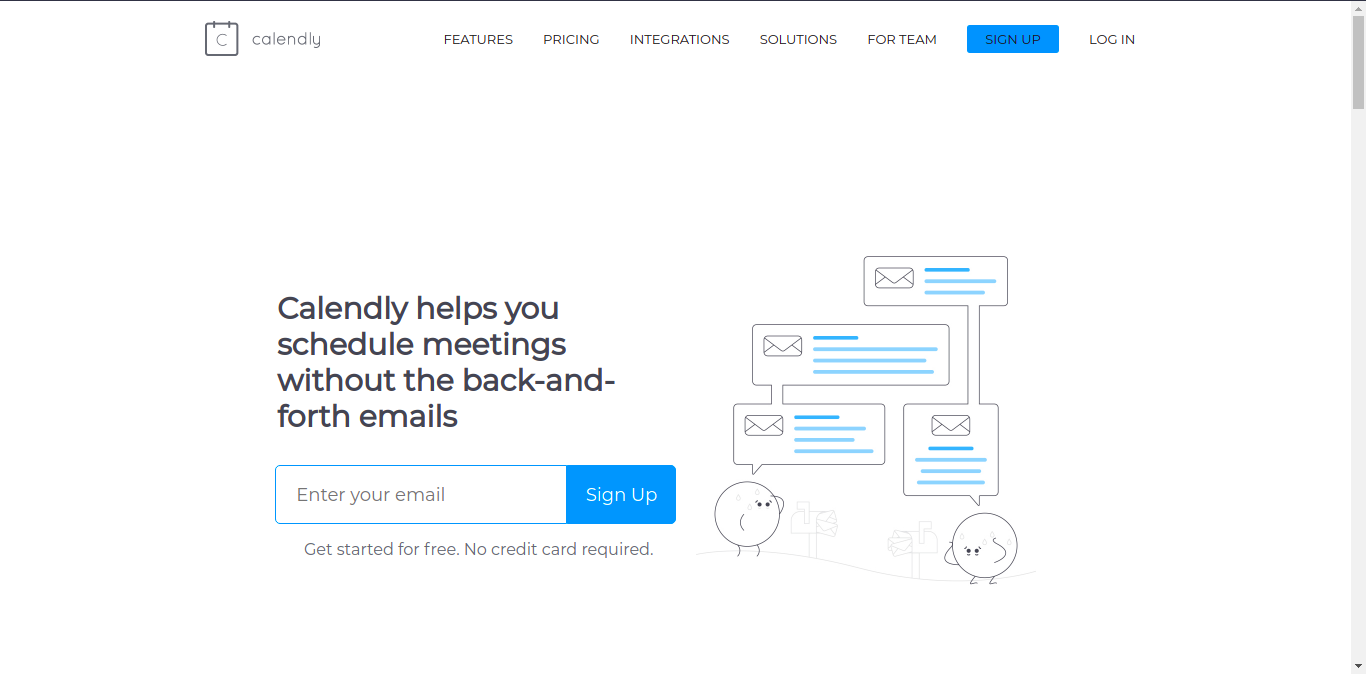 C calendly FEATURES PRICING INTEGRATIONS SOLUTIONS FOR TEAM SIGN UP LOG IN
Calendly helps you
schedule meetings
without the back-and-
forth emails
Enter your email Sign Up
Get started for free. No credit card required.